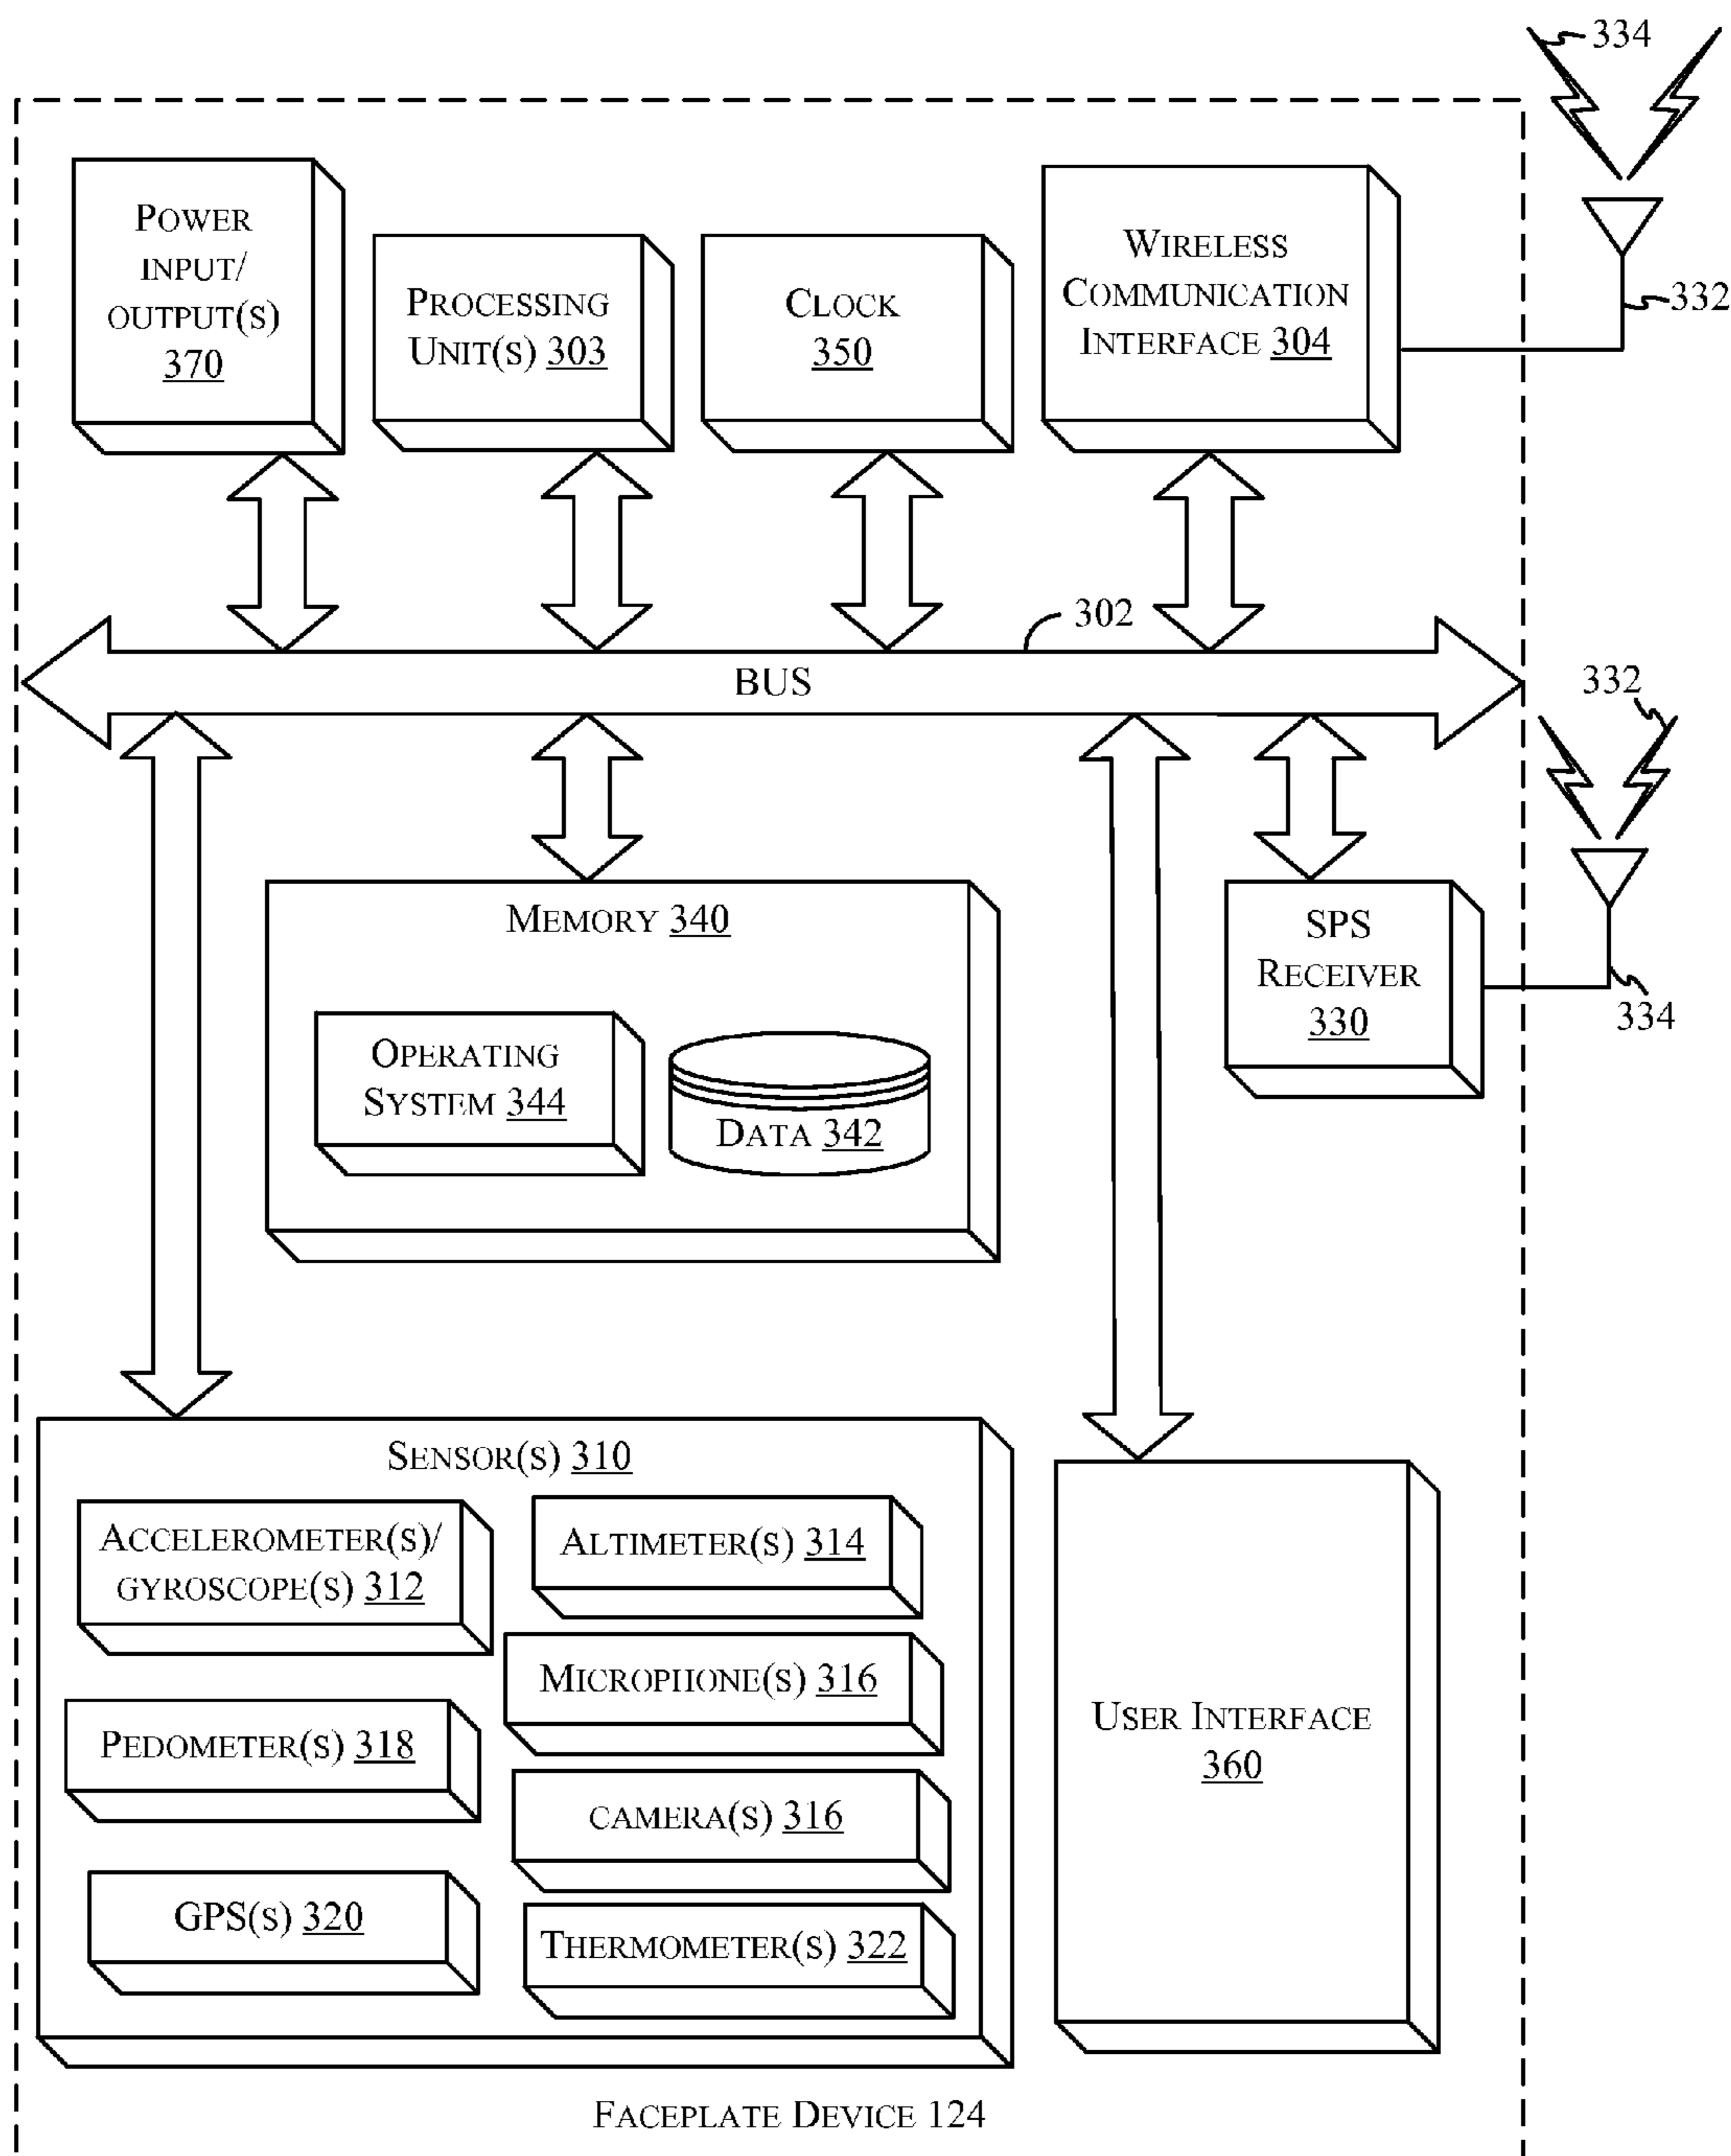 334
POWER
INPUT/
OUTPUT(S)
370
PROCESSING
UNIT(S) 303
CLOCK
350
WIRELESS
COMMUNICATION
INTERFACE 304
332
302
BUS
332
MEMORY 340
OPERATING
SYSTEM 344
DATA 342
SPS
RECEIVER
330
334
SENSOR(S) 310
ACCELEROMETER(S)/
GYROSCOPE(S) 312
ALTIMETER(S) 314
MICROPHONE(S) 316
PEDOMETER(S) 318
CAMERA(S) 316
GPS(S) 320
THERMOMETER(S) 322
USER INTERFACE
360
FACEPLATE DEVICE 124